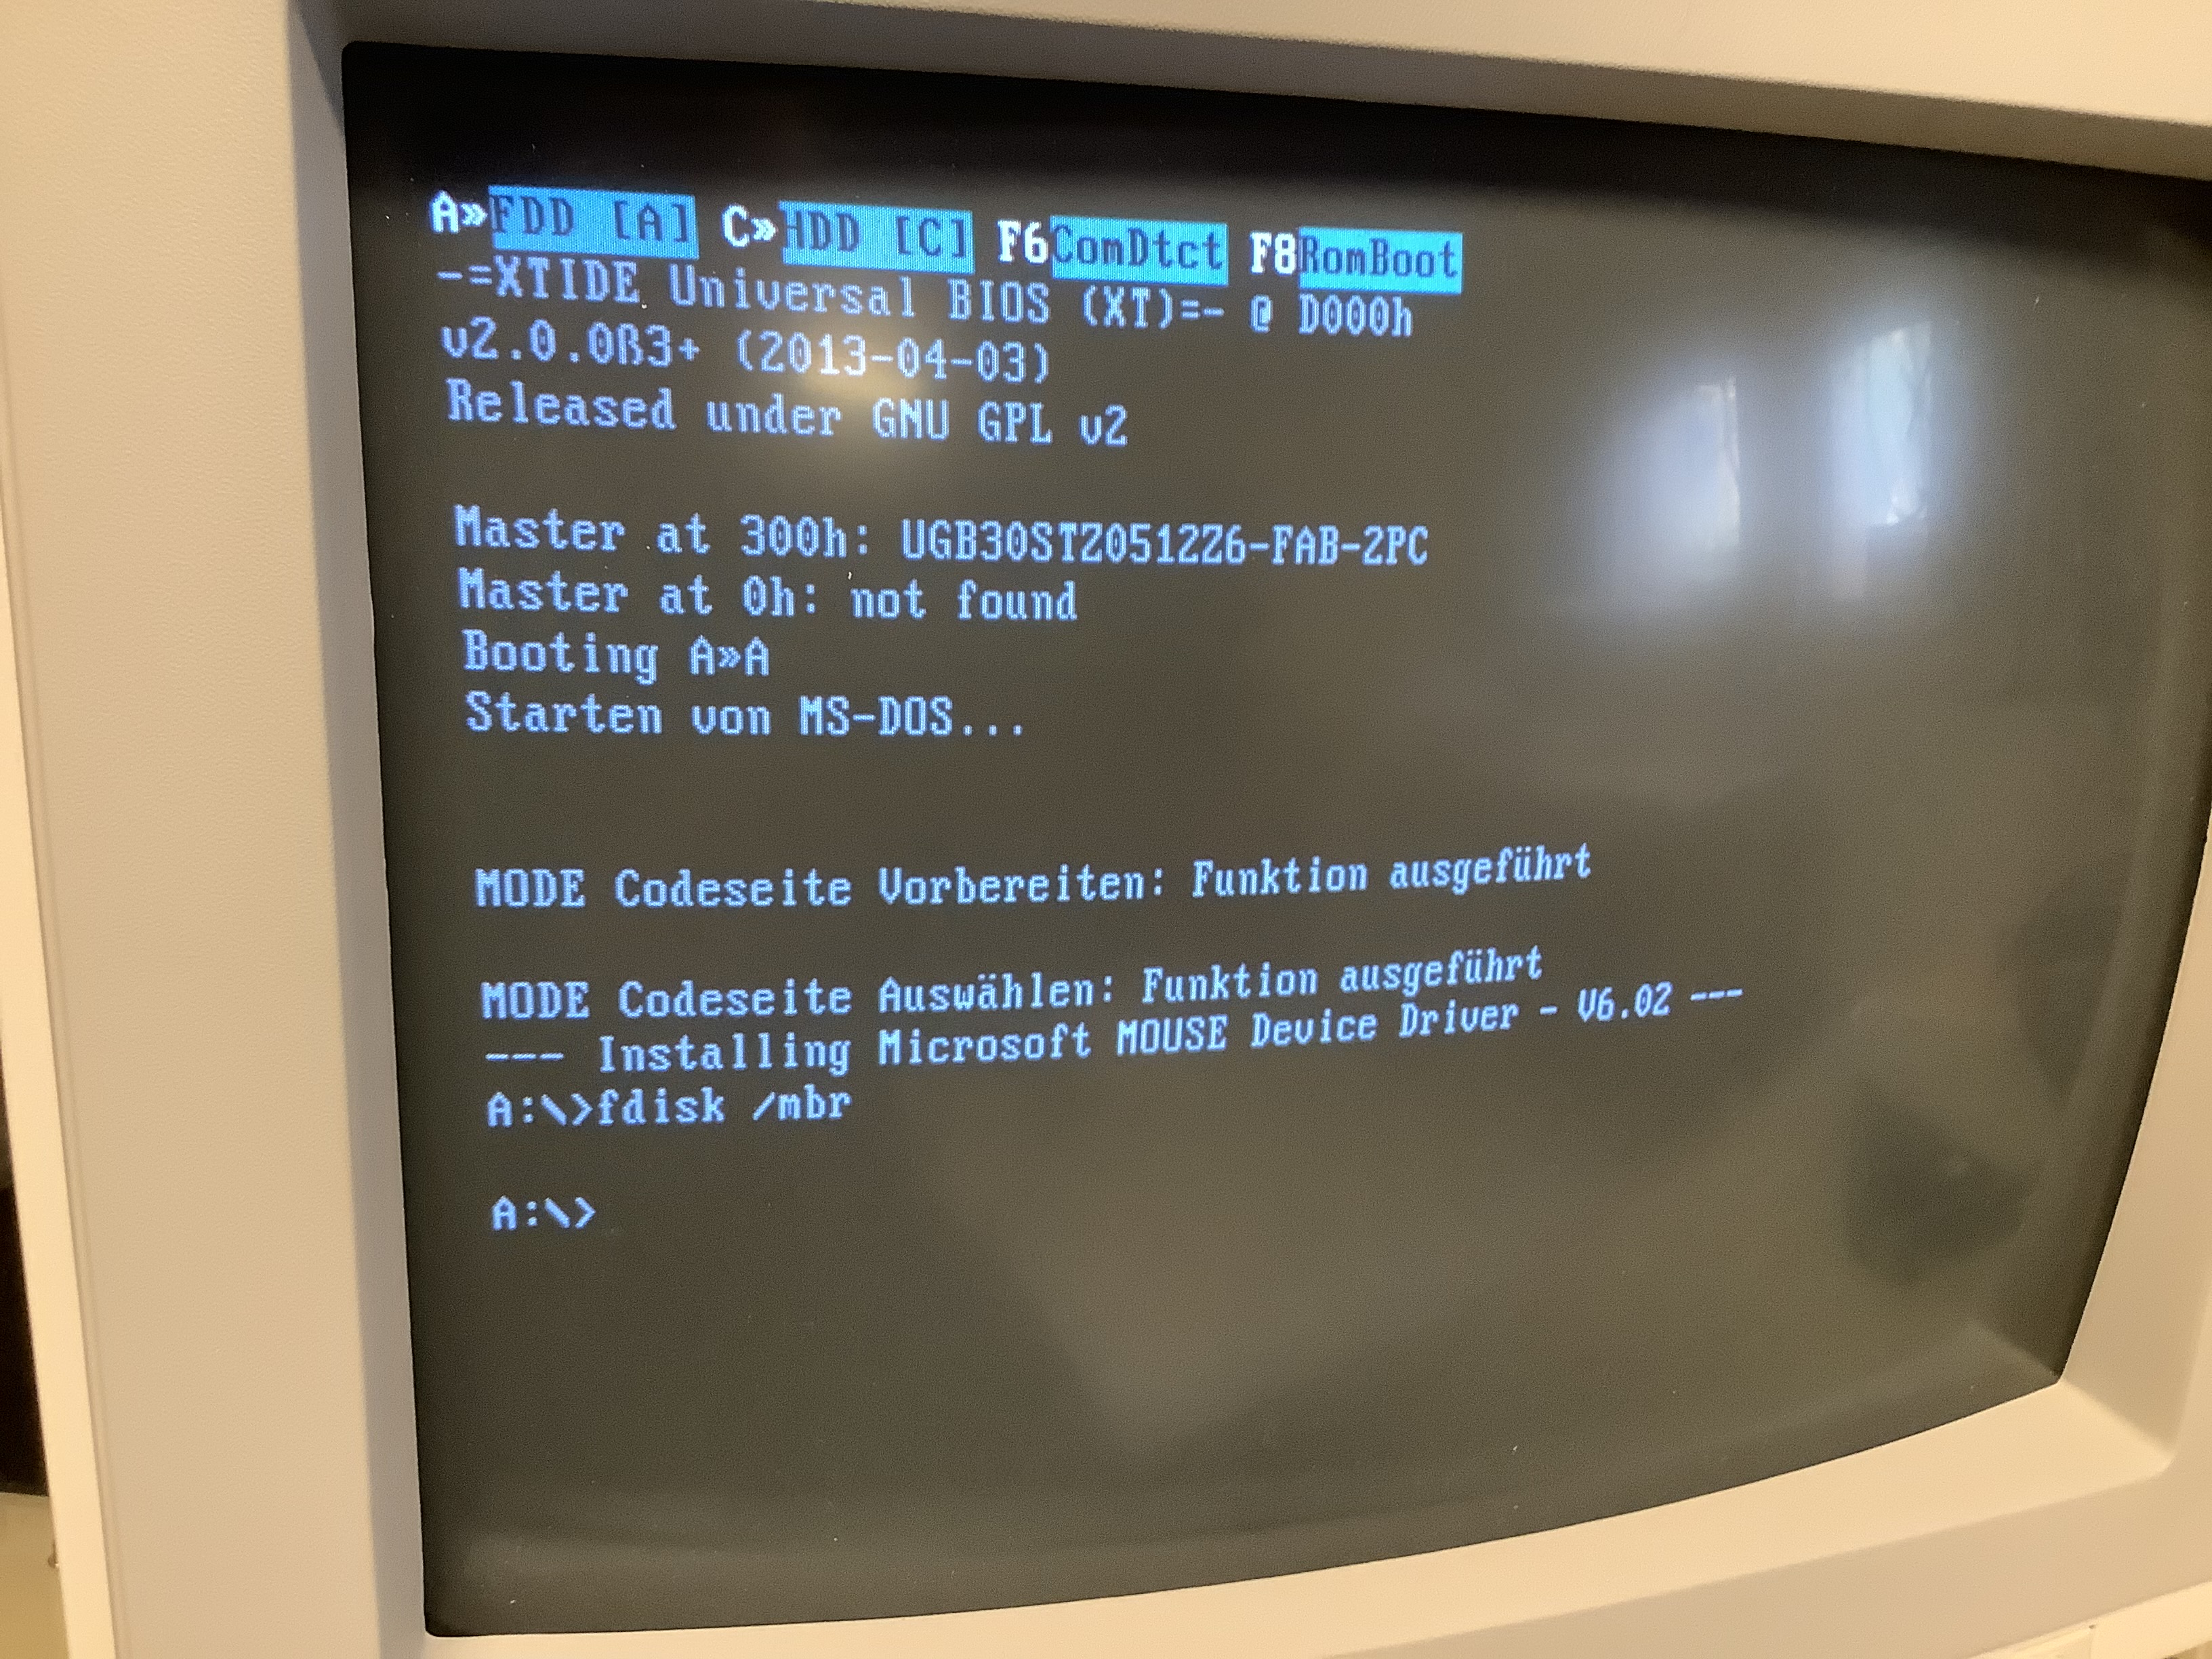 A»FDD [A] C»HDD [C] F6ComDtct F8RomBoot
-=XTIDE Universal BIOS (XT)=- @ D000h
v2.0.0ß3+ (2013-04-03)
Released under GNU GPL v2
Master at 300h: UGB30STZ0512Z6-FAB-2PC
Master at 0h: not found
Booting A»A
Starten von MS-DOS...
MODE Codeseite Vorbereiten: Funktion ausgeführt
MODE Codeseite Auswählen: Funktion ausgeführt
--- Installing Microsoft MOUSE Device Driver - V6.02 ---
A:\>fdisk /mbr
A:\>